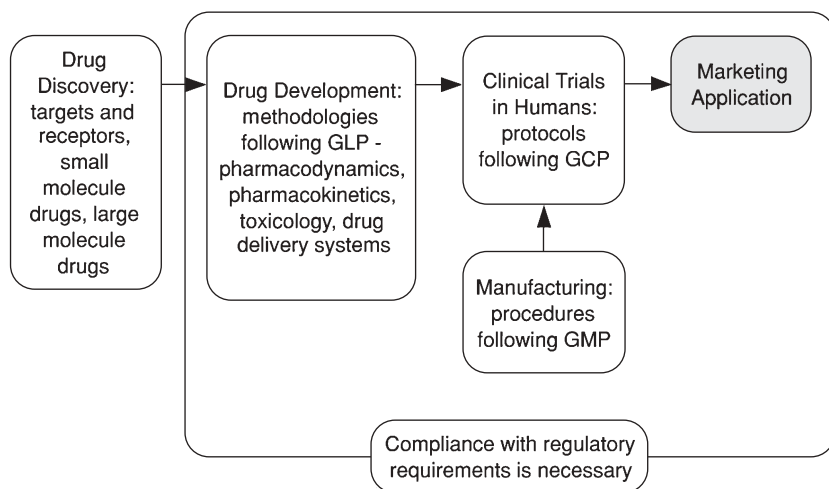 Drug
Discovery:
targets and
receptors,
small
molecule
drugs, large
molecule
drugs
Drug Development:
methodologies
following GLP -
pharmacodynamics,
pharmacokinetics,
toxicology, drug
delivery systems
Clinical Trials
in Humans:
protocols
following GCP
Marketing
Application
Manufacturing:
procedures
following GMP
Compliance with regulatory
requirements is necessary